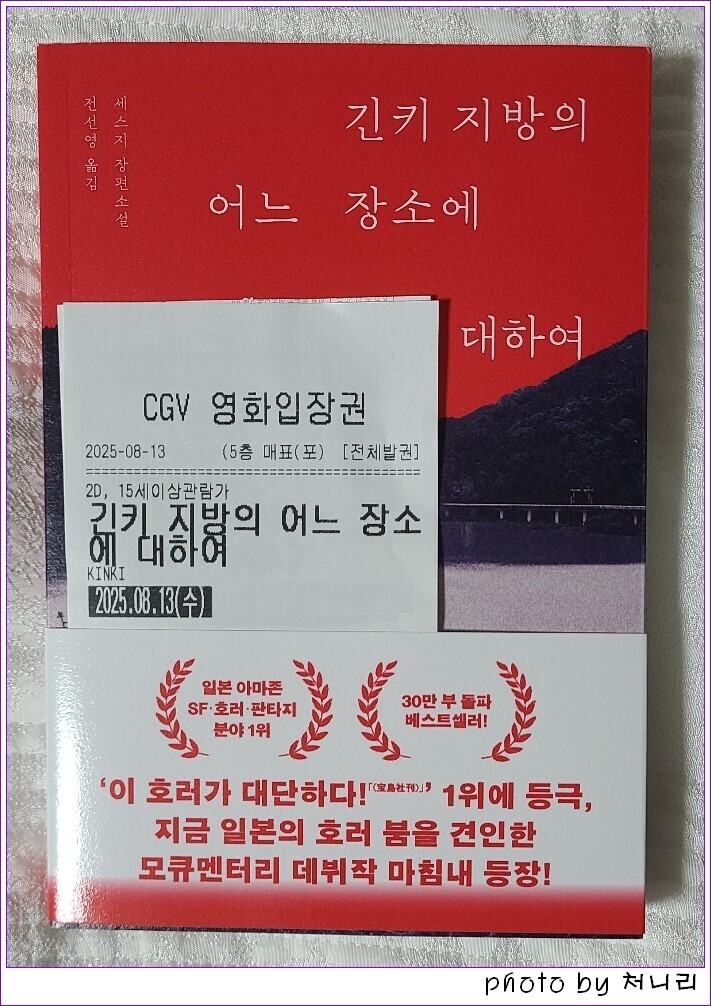 긴키 지방의
어느 장소에
대하여
세스지 장편소설
전선영 옮김
CGV 영화입장권
2025-08-13 (5층 매표(포) [전체발권]
================================================
2D, 15세이상관람가
긴키 지방의 어느 장소
에 대하여
KINKI
2025.08.13(수)
일본 아마존
SF·호러·판타지
분야 1위
30만 부 돌파
베스트셀러!
'이 호러가 대단하다!「(宝島社刊)」' 1위에 등극,
지금 일본의 호러 붐을 견인한
모큐멘터리 데뷔작 마침내 등장!
photo by 처니리